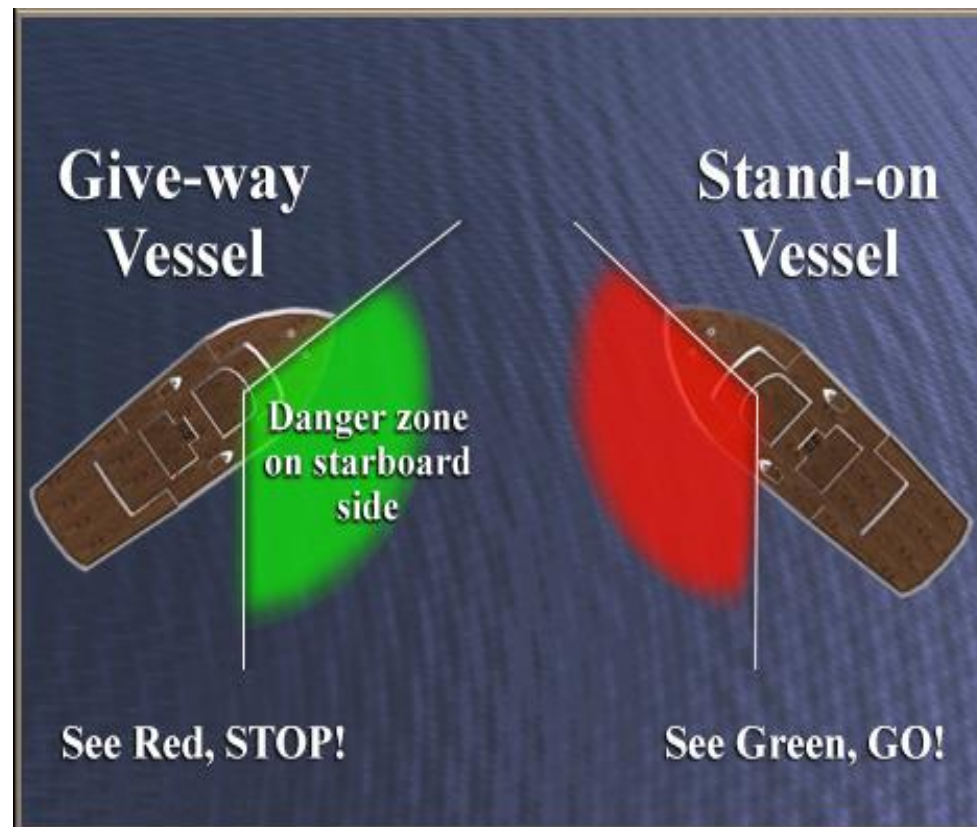 Give-way
Vessel
Stand-on
Vessel
Danger zone
on starboard
side
See Red, STOP!
See Green, GO!